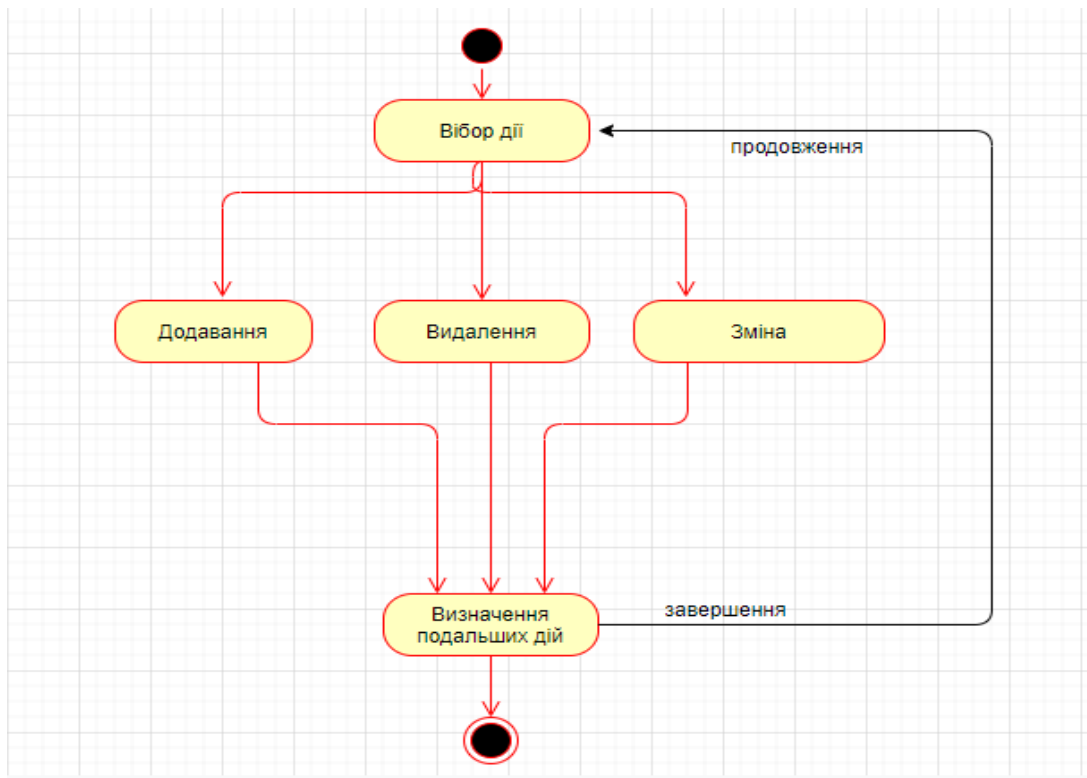 Вібор дії
продовження
Додавання
Видалення
Зміна
завершення
Визначення
подальших дій